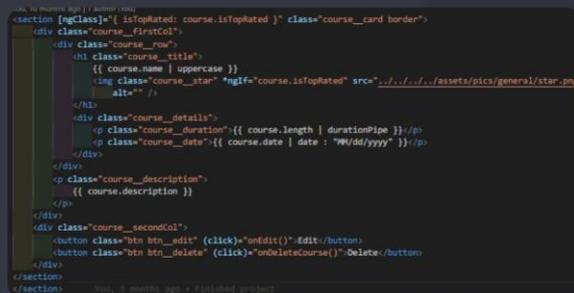 You, 10 months ago | 1 author (You)
<section [ngClass]="{ isTopRated: course.isTopRated }" class="course__card border">
<div class="course__firstCol">
<div class="course__row">
<h1 class="course__title">
{{ course.name | uppercase }}
<img class="course__star" *ngIf="course.isTopRated" src="../../../../assets/pics/general/star.png
alt="" />
</h1>
<div class="course__details">
<p class="course__duration">{{ course.length | durationPipe }}</p>
<p class="course__date">{{ course.date | date : "MM/dd/yyyy" }}</p>
</div>
</div>
<p class="course__description">
{{ course.description }}
</p>
</div>
<div class="course__secondCol">
<button class="btn btn__edit" (click)="onEdit()">Edit</button>
<button class="btn btn__delete" (click)="onDeleteCourse()">Delete</button>
</div>
</section>
</section> You, 5 months ago • Finished project